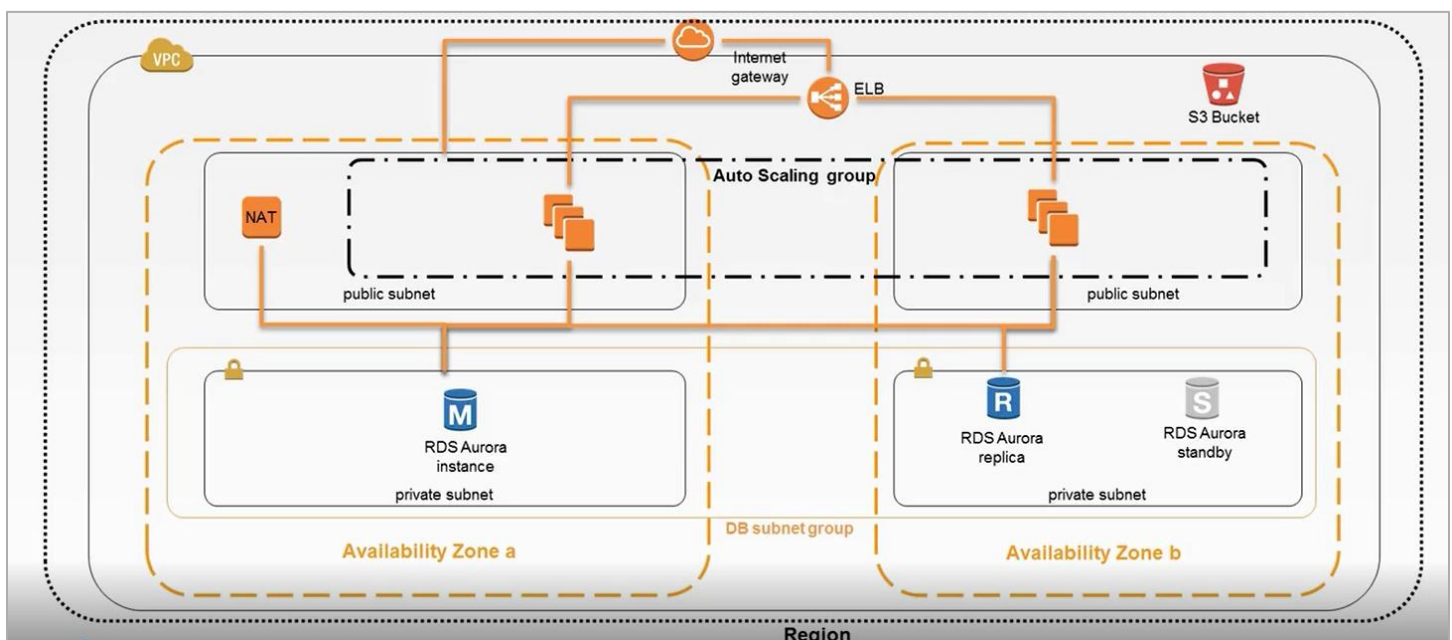 VPC
Internet
gateway
ELB
S3 Bucket
Auto Scaling group
NAT
public subnet
public subnet
M
RDS Aurora
instance
private subnet
R
RDS Aurora
replica
S
RDS Aurora
standby
private subnet
DB subnet group
Availability Zone a
Availability Zone b
Region